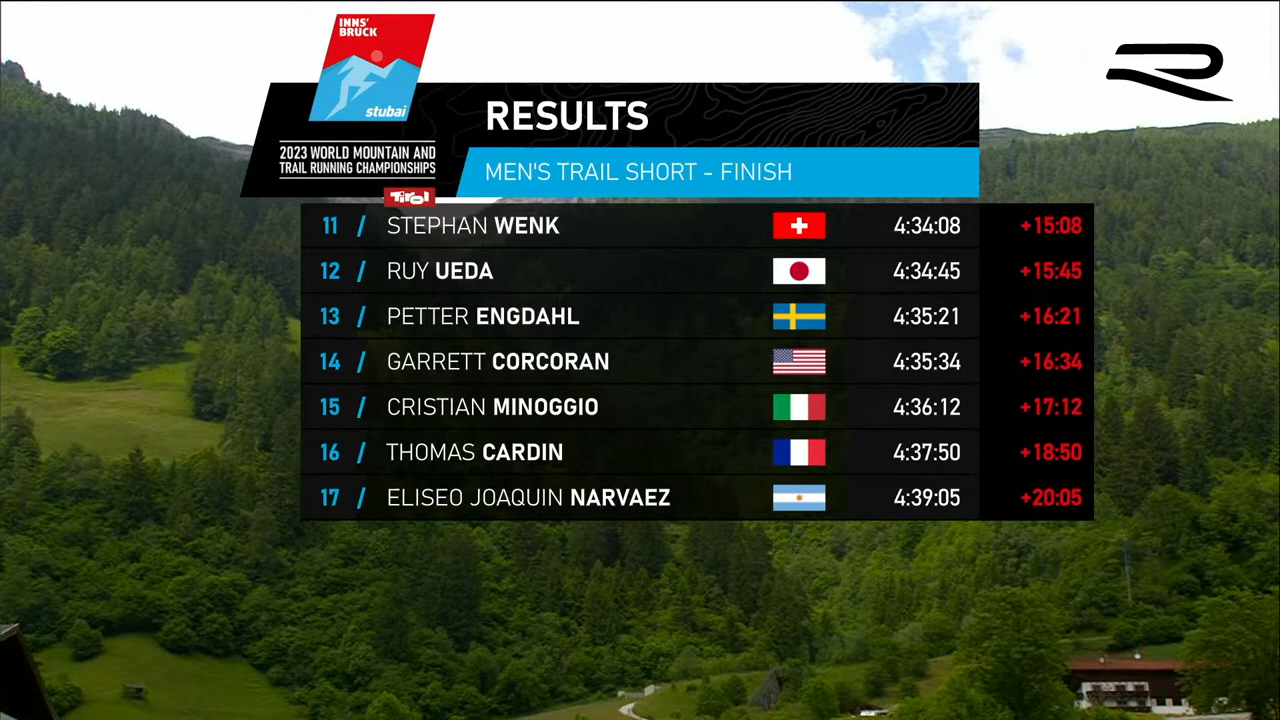 INNS'
BRUCK
stubai
RESULTS
2023 WORLD MOUNTAIN AND
TRAIL RUNNING CHAMPIONSHIPS
MEN'S TRAIL SHORT - FINISH
Tirol
11 / STEPHAN WENK 4:34:08 +15:08
12 / RUY UEDA 4:34:45 +15:45
13 / PETTER ENGDAHL 4:35:21 +16:21
14 / GARRETT CORCORAN 4:35:34 +16:34
15 / CRISTIAN MINOGGIO 4:36:12 +17:12
16 / THOMAS CARDIN 4:37:50 +18:50
17 / ELISEO JOAQUIN NARVAEZ 4:39:05 +20:05